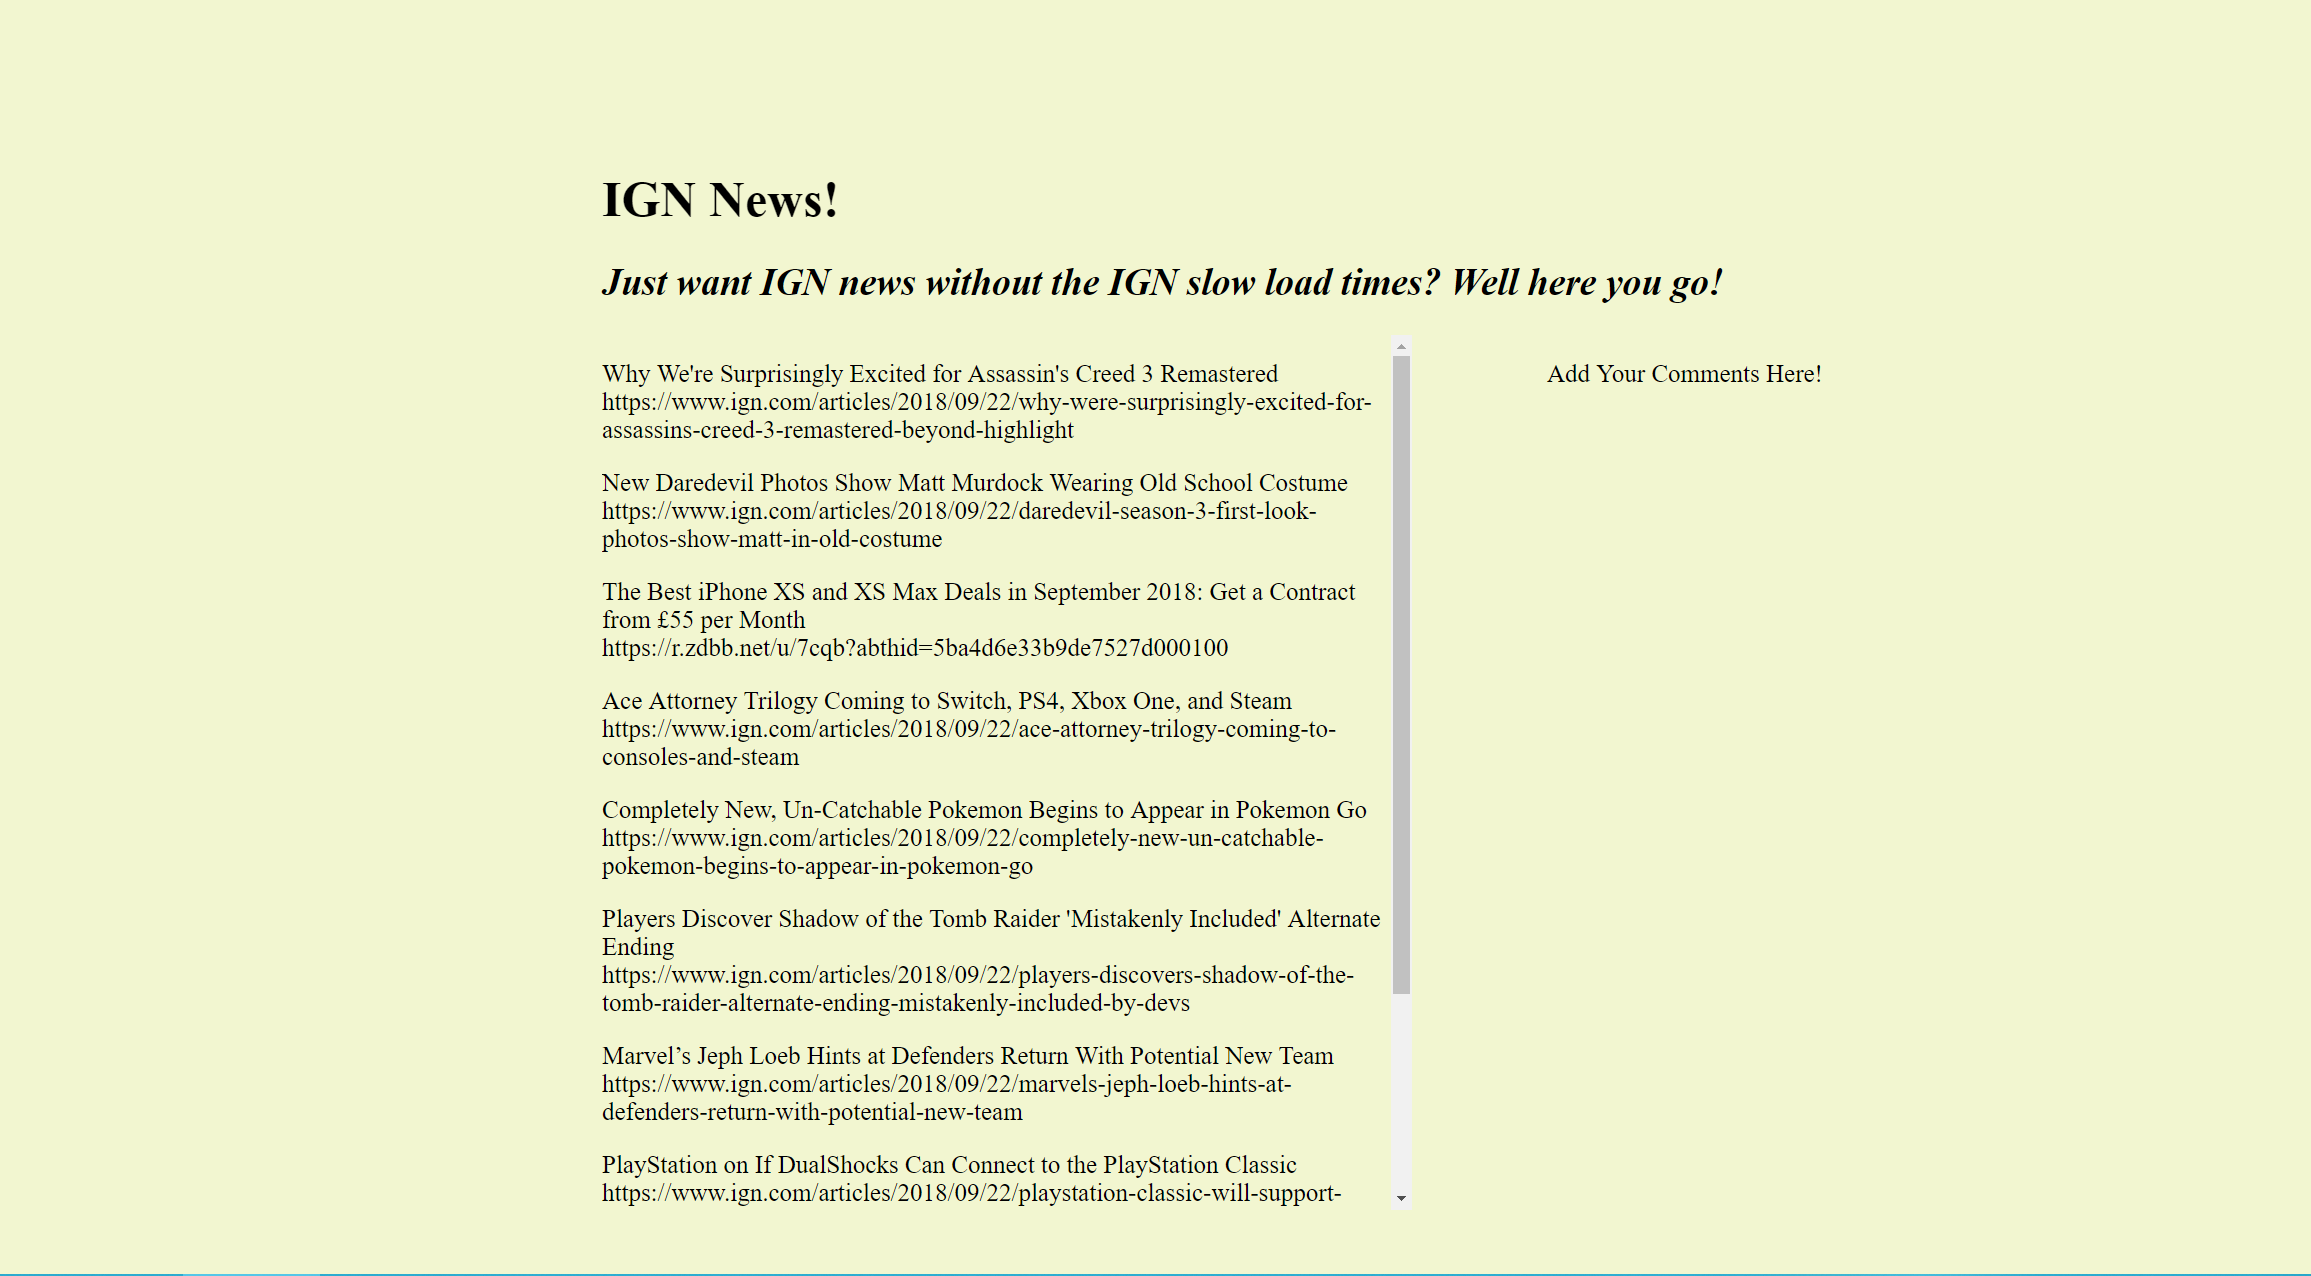 IGN News!
Just want IGN news without the IGN slow load times? Well here you go!
Why We're Surprisingly Excited for Assassin's Creed 3 Remastered
https://www.ign.com/articles/2018/09/22/why-were-surprisingly-excited-for-
assassins-creed-3-remastered-beyond-highlight
New Daredevil Photos Show Matt Murdock Wearing Old School Costume
https://www.ign.com/articles/2018/09/22/daredevil-season-3-first-look-
photos-show-matt-in-old-costume
The Best iPhone XS and XS Max Deals in September 2018: Get a Contract
from £55 per Month
https://r.zdbb.net/u/7cqb?abthid=5ba4d6e33b9de7527d000100
Ace Attorney Trilogy Coming to Switch, PS4, Xbox One, and Steam
https://www.ign.com/articles/2018/09/22/ace-attorney-trilogy-coming-to-
consoles-and-steam
Completely New, Un-Catchable Pokemon Begins to Appear in Pokemon Go
https://www.ign.com/articles/2018/09/22/completely-new-un-catchable-
pokemon-begins-to-appear-in-pokemon-go
Players Discover Shadow of the Tomb Raider 'Mistakenly Included' Alternate
Ending
https://www.ign.com/articles/2018/09/22/players-discovers-shadow-of-the-
tomb-raider-alternate-ending-mistakenly-included-by-devs
Marvel’s Jeph Loeb Hints at Defenders Return With Potential New Team
https://www.ign.com/articles/2018/09/22/marvels-jeph-loeb-hints-at-
defenders-return-with-potential-new-team
PlayStation on If DualShocks Can Connect to the PlayStation Classic
https://www.ign.com/articles/2018/09/22/playstation-classic-will-support-
Add Your Comments Here!